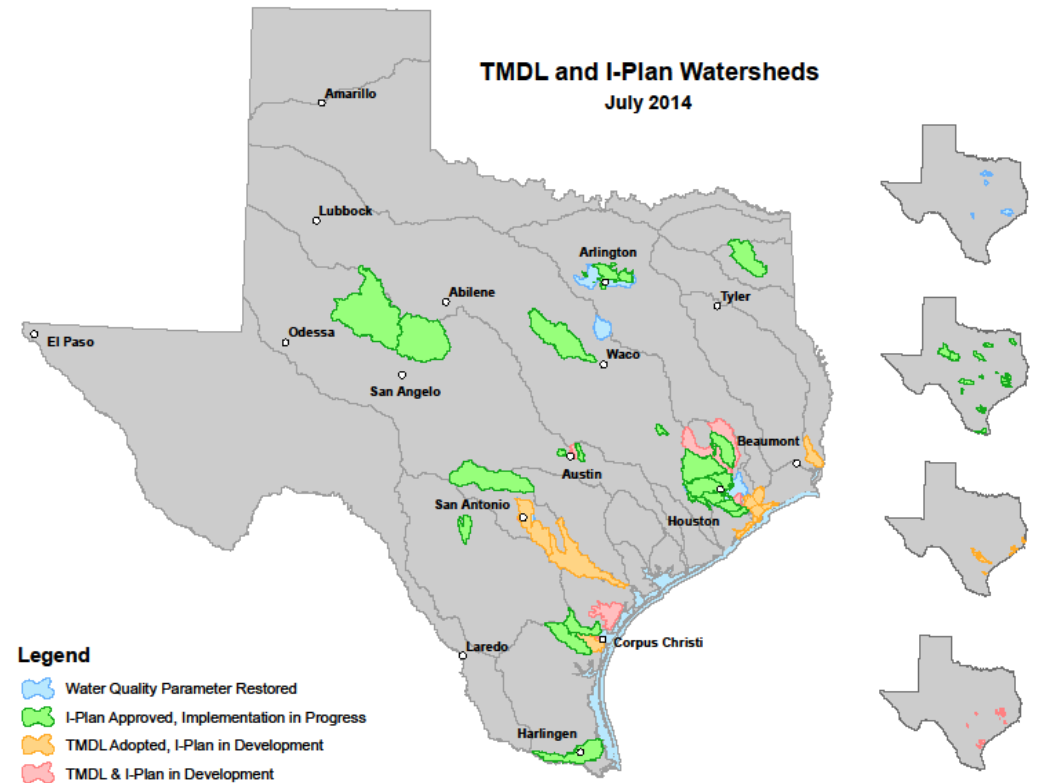 TMDL and I-Plan Watersheds
July 2014
Amarillo
Lubbock
Arlington
Abilene
Tyler
El Paso
Odessa
Waco
San Angelo
Beaumont
Austin
San Antonio
Houston
Corpus Christi
Laredo
Harlingen
Legend
Water Quality Parameter Restored
I-Plan Approved, Implementation in Progress
TMDL Adopted, I-Plan in Development
TMDL & I-Plan in Development